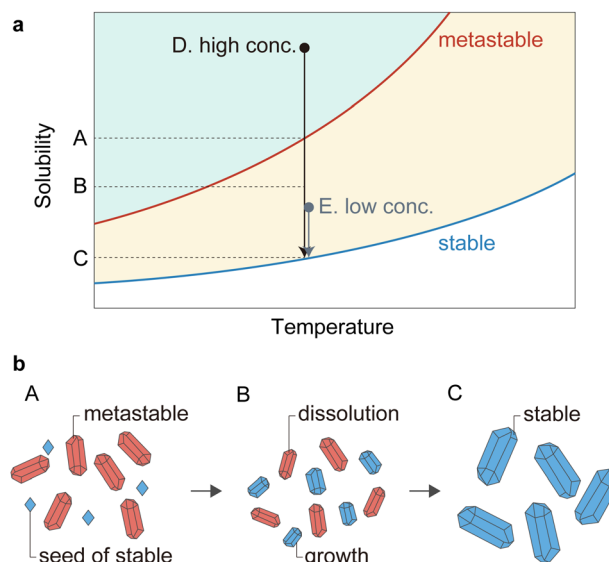 a
D. high conc.
metastable
A
B
E. low conc.
C
stable
Solubility
Temperature
b
A
B
C
metastable
dissolution
stable
seed of stable
growth